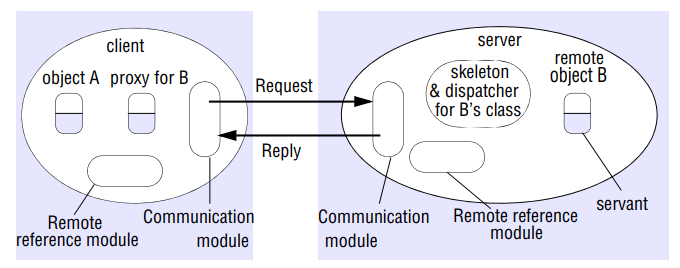 client
object A proxy for B
Request
Reply
Remote
reference module
Communication
module
server
skeleton
& dispatcher
for B's class
remote
object B
Communication
module
Remote reference
module
servant